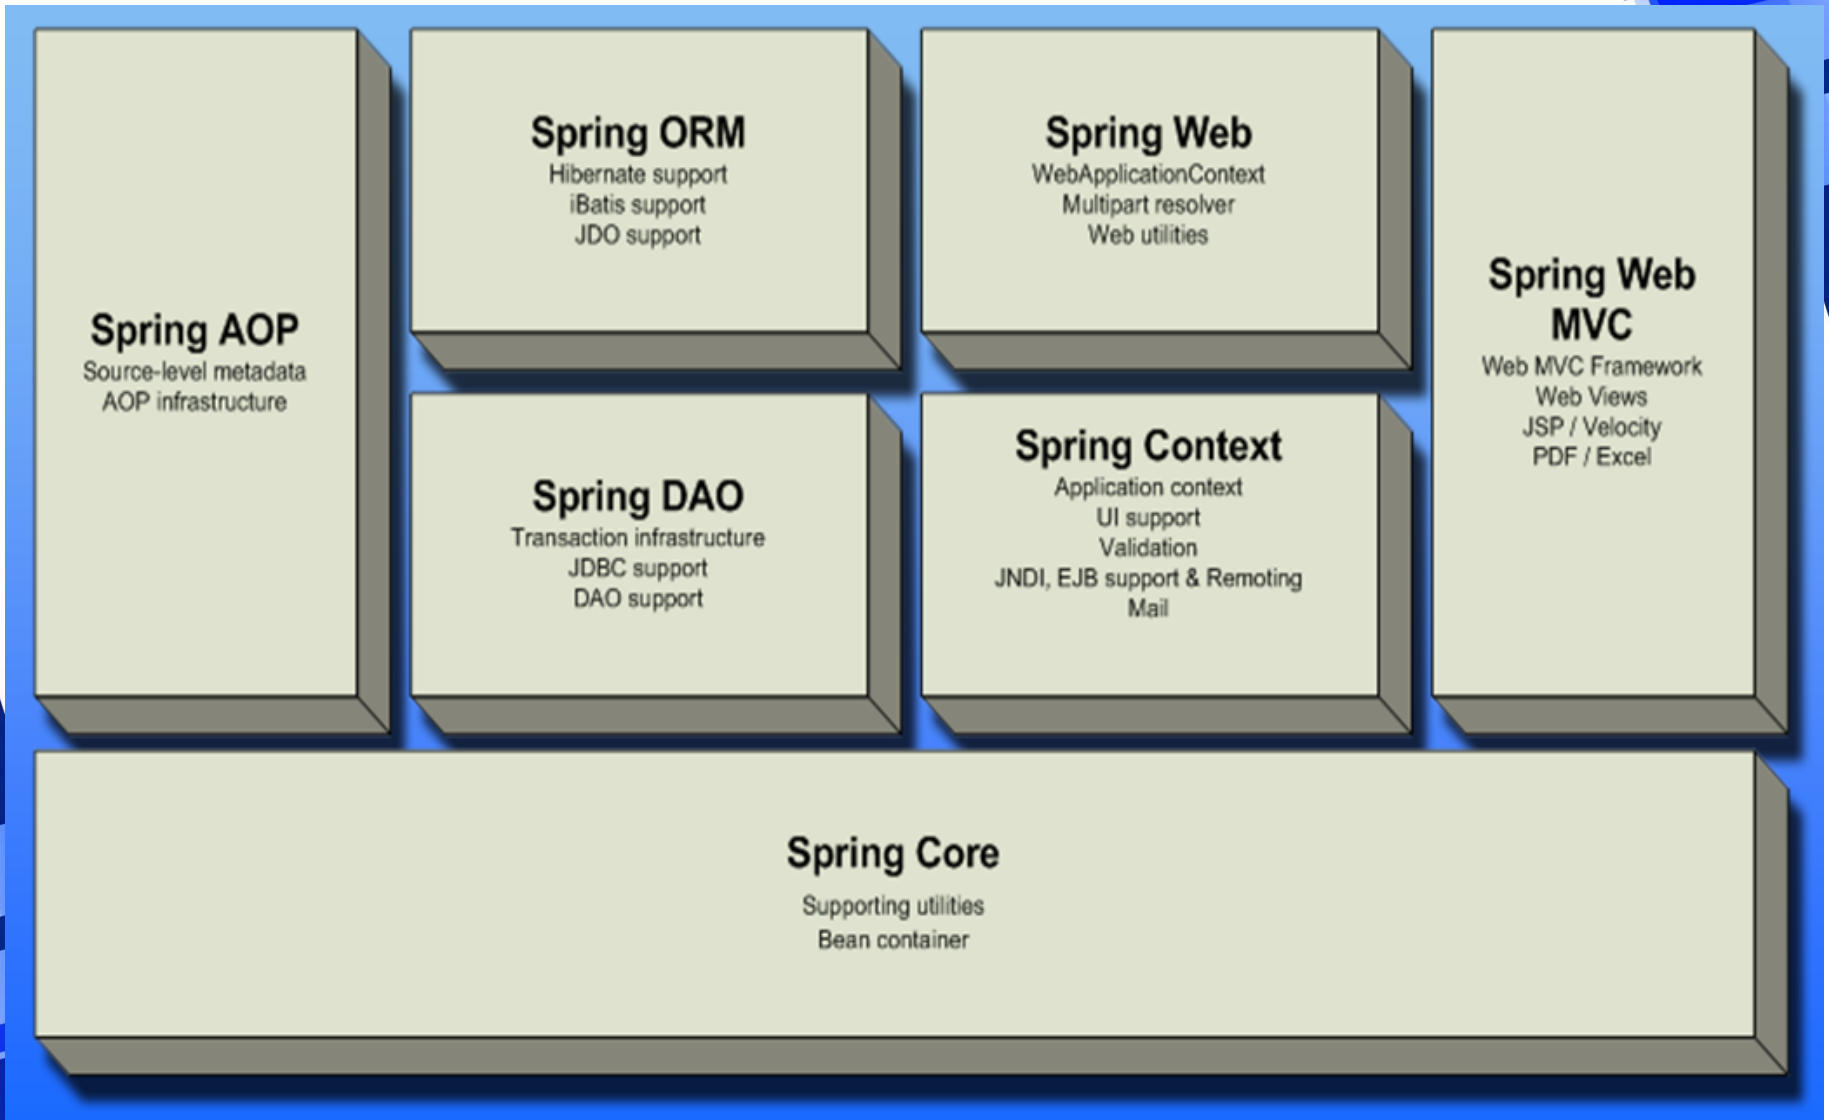 Spring AOP
Source-level metadata
AOP infrastructure
Spring ORM
Hibernate support
iBatis support
JDO support
Spring Web
WebApplicationContext
Multipart resolver
Web utilities
Spring DAO
Transaction infrastructure
JDBC support
DAO support
Spring Context
Application context
UI support
Validation
JNDI, EJB support & Remoting
Mail
Spring Web
MVC
Web MVC Framework
Web Views
JSP / Velocity
PDF / Excel
Spring Core
Supporting utilities
Bean container